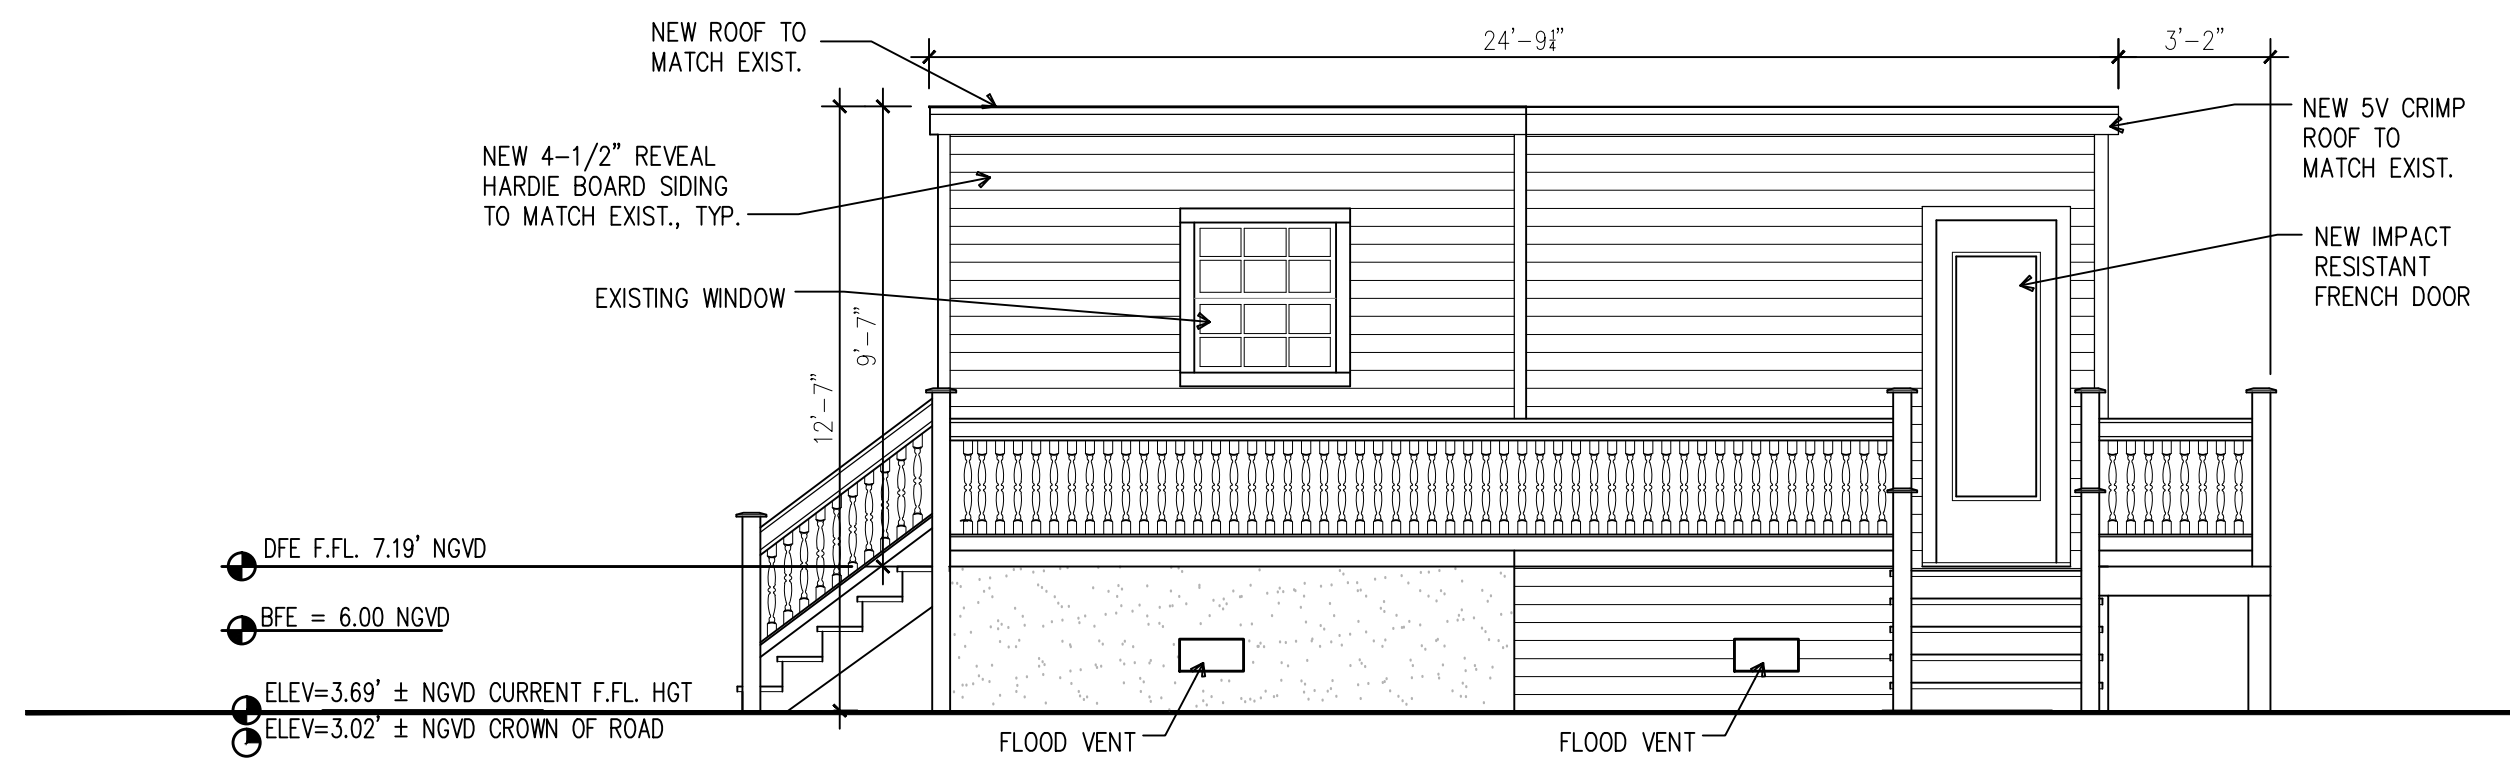 NEW ROOF TO
MATCH EXIST.
24'-9¼"
3'-2"
NEW 5V CRIMP
ROOF TO
MATCH EXIST.
NEW 4-1/2" REVEAL
HARDIE BOARD SIDING
TO MATCH EXIST., TYP.
NEW IMPACT
RESISTANT
FRENCH DOOR
EXISTING WINDOW
9'-7"
12'-7"
DFE F.FL. 7.19' NGVD
BFE = 6.00 NGVD
ELEV=3.69' ± NGVD CURRENT F.FL. HGT
ELEV=3.02' ± NGVD CROWN OF ROAD
FLOOD VENT
FLOOD VENT